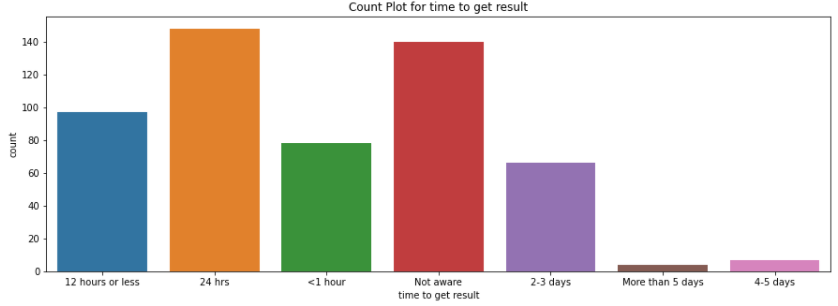 Count Plot for time to get result
140
120
100
80
60
40
20
0
count
12 hours or less 24 hrs <1 hour Not aware 2-3 days More than 5 days 4-5 days
time to get result